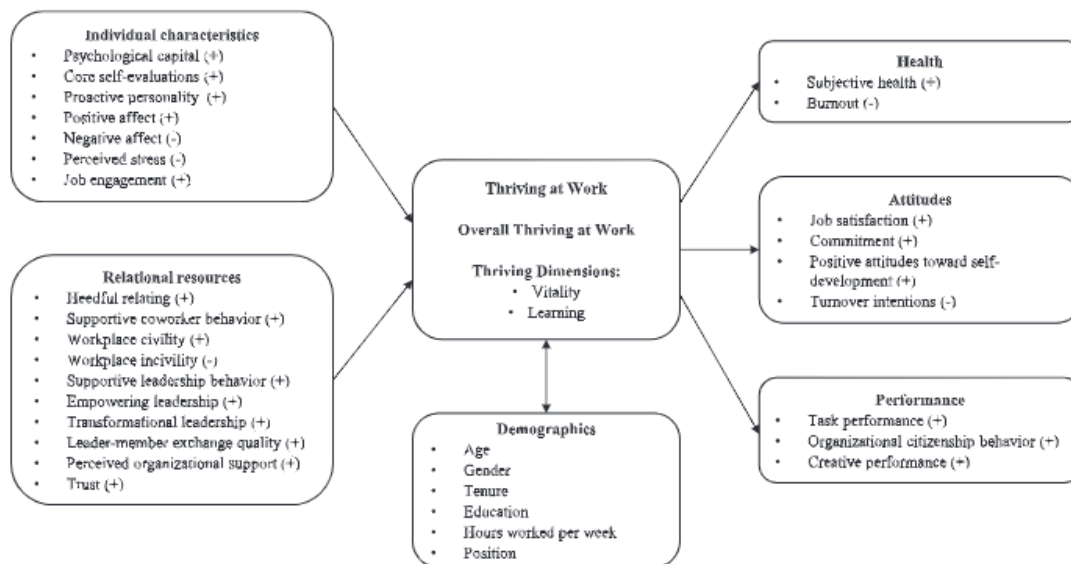 Individual characteristics
• Psychological capital (+)
• Core self-evaluations (+)
• Proactive personality (+)
• Positive affect (+)
• Negative affect (-)
• Perceived stress (-)
• Job engagement (+)
Relational resources
• Heedful relating (+)
• Supportive coworker behavior (+)
• Workplace civility (+)
• Workplace incivility (-)
• Supportive leadership behavior (+)
• Empowering leadership (+)
• Transformational leadership (+)
• Leader-member exchange quality (+)
• Perceived organizational support (+)
• Trust (+)
Thriving at Work
Overall Thriving at Work
Thriving Dimensions:
• Vitality
• Learning
Demographics
• Age
• Gender
• Tenure
• Education
• Hours worked per week
• Position
Health
• Subjective health (+)
• Burnout (-)
Attitudes
• Job satisfaction (+)
• Commitment (+)
• Positive attitudes toward self-
development (+)
• Turnover intentions (-)
Performance
• Task performance (+)
• Organizational citizenship behavior (+)
• Creative performance (+)